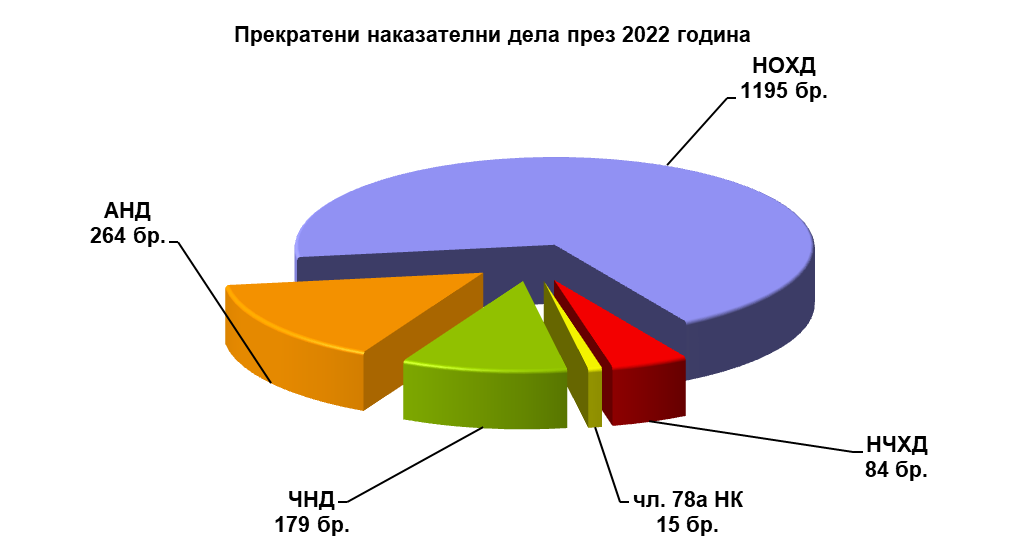 Прекратени наказателни дела през 2022 година
НОХД
1195 бр.
АНД
264 бр.
НЧХД
84 бр.
ЧНД
179 бр.
чл. 78а НК
15 бр.